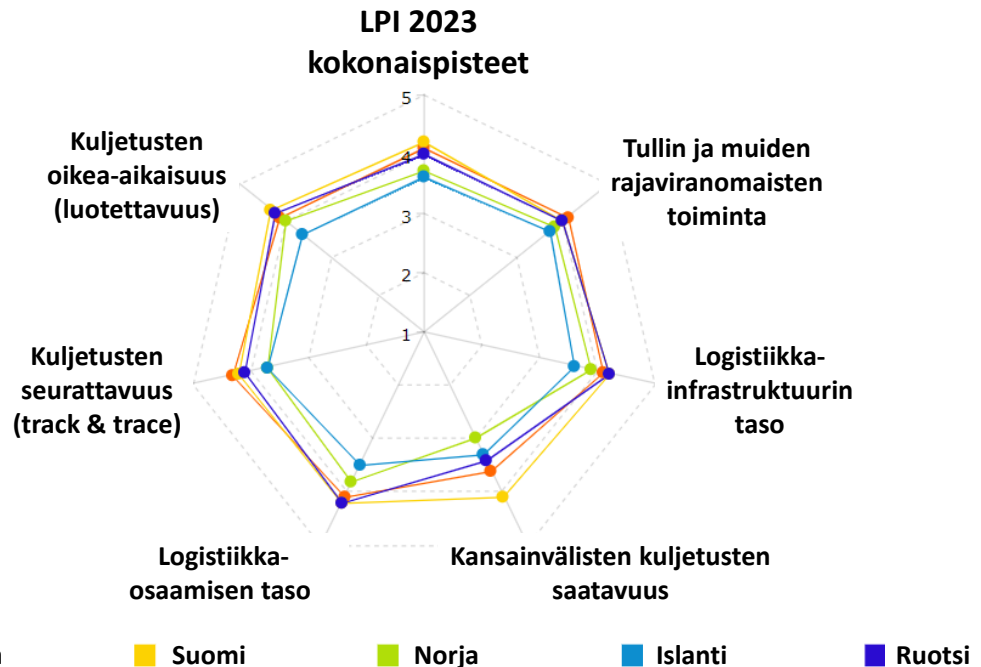 LPI 2023
kokonaispisteet
5
4
3
2
1
Tullin ja muiden
rajaviranomaisten
toiminta
Logistiikka-
infrastruktuurin
taso
Kansainvälisten kuljetusten
saatavuus
Logistiikka-
osaamisen taso
Kuljetusten
seurattavuus
(track & trace)
Kuljetusten
oikea-aikaisuus
(luotettavuus)
Suomi
Norja
Islanti
Ruotsi